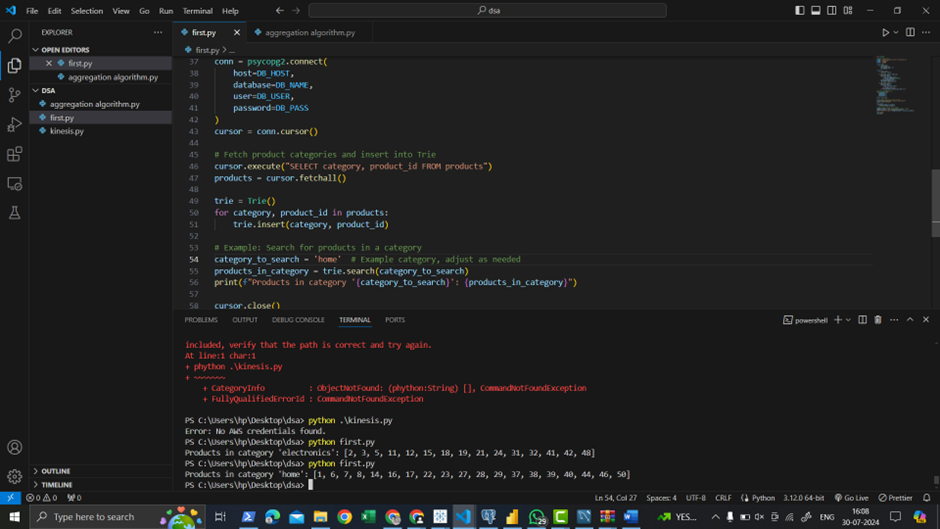 File Edit Selection View Go Run Terminal Help
dsa
EXPLORER
OPEN EDITORS
first.py
aggregation algorithm.py
DSA
aggregation algorithm.py
first.py
kinesis.py
OUTLINE
TIMELINE
first.py aggregation algorithm.py
first.py > ...
37 conn = psycopg2.connect(
38 host=DB_HOST,
39 database=DB_NAME,
40 user=DB_USER,
41 password=DB_PASS
42 )
43 cursor = conn.cursor()
44
45 # Fetch product categories and insert into Trie
46 cursor.execute("SELECT category, product_id FROM products")
47 products = cursor.fetchall()
48
49 trie = Trie()
50 for category, product_id in products:
51 trie.insert(category, product_id)
52
53 # Example: Search for products in a category
54 category_to_search = 'home' # Example category, adjust as needed
55 products_in_category = trie.search(category_to_search)
56 print(f"Products in category '{category_to_search}': {products_in_category}")
57
58 cursor.close()
PROBLEMS OUTPUT DEBUG CONSOLE TERMINAL PORTS
powershell
included, verify that the path is correct and try again.
At line:1 char:1
+ phython .\kinesis.py
+ ~~~~~~~
+ CategoryInfo : ObjectNotFound: (phython:String) [], CommandNotFoundException
+ FullyQualifiedErrorId : CommandNotFoundException
PS C:\Users\hp\Desktop\dsa> python .\kinesis.py
Error: No AWS credentials found.
PS C:\Users\hp\Desktop\dsa> python first.py
Products in category 'electronics': [2, 3, 5, 11, 12, 15, 18, 19, 21, 24, 31, 32, 41, 42, 48]
PS C:\Users\hp\Desktop\dsa> python first.py
Products in category 'home': [1, 6, 7, 8, 14, 16, 17, 22, 23, 27, 28, 29, 37, 38, 39, 40, 44, 46, 50]
PS C:\Users\hp\Desktop\dsa>
0 0 0 Ln 54, Col 27 Spaces: 4 UTF-8 CRLF Python 3.12.0 64-bit Go Live Prettier
Type here to search
29
YES...
16:08
30-07-2024